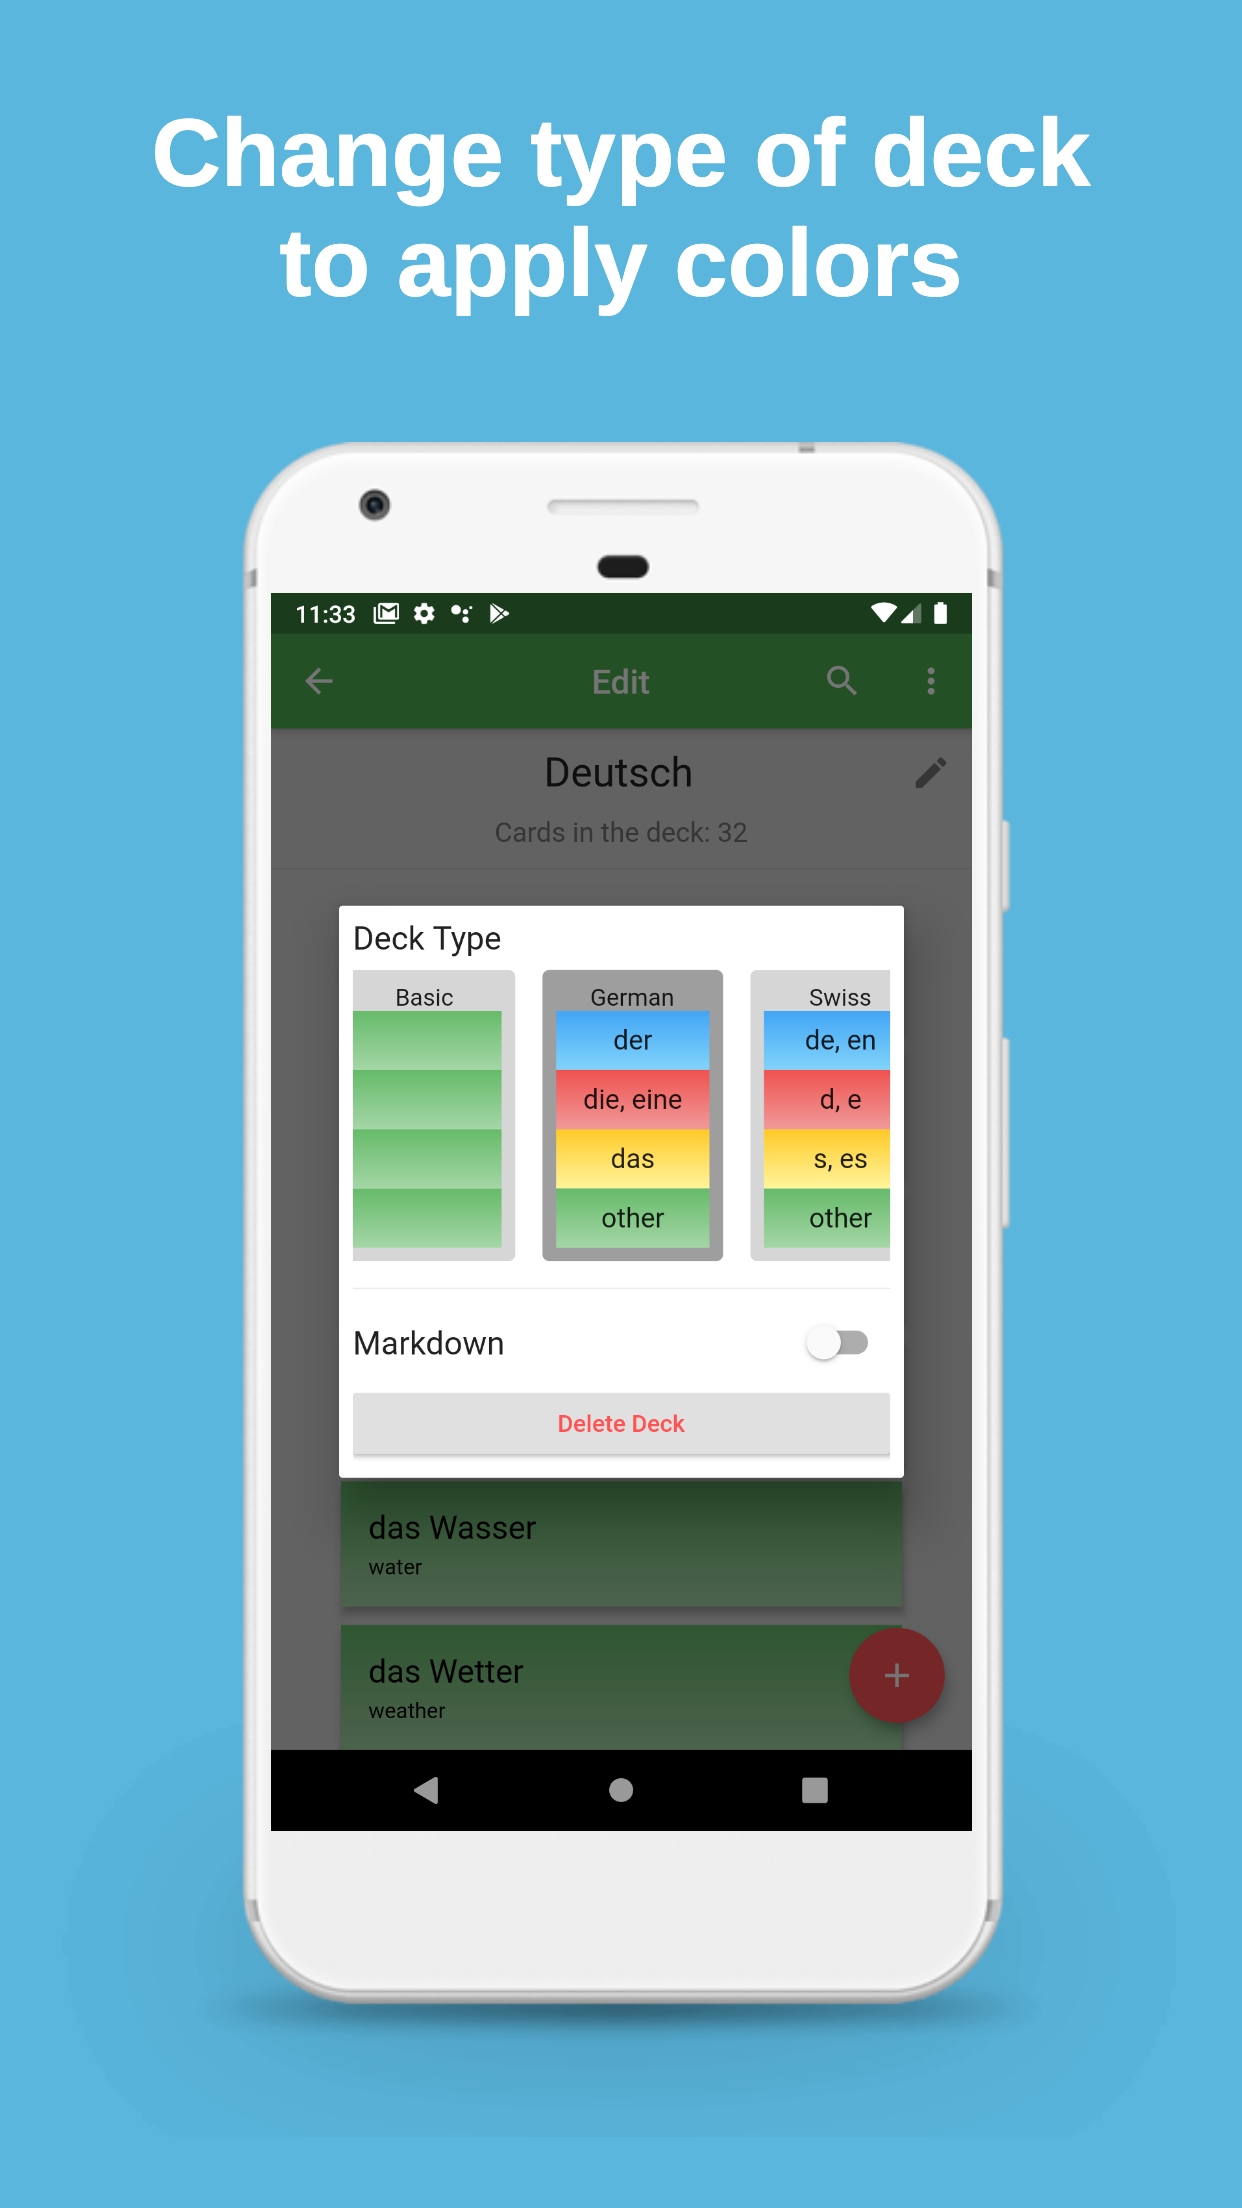 Change type of deck
to apply colors
11:33
Edit
Deutsch
Cards in the deck: 32
Deck Type
Basic
German
der
die, eine
das
other
Swiss
de, en
d, e
s, es
other
Markdown
Delete Deck
das Wasser
water
das Wetter
weather